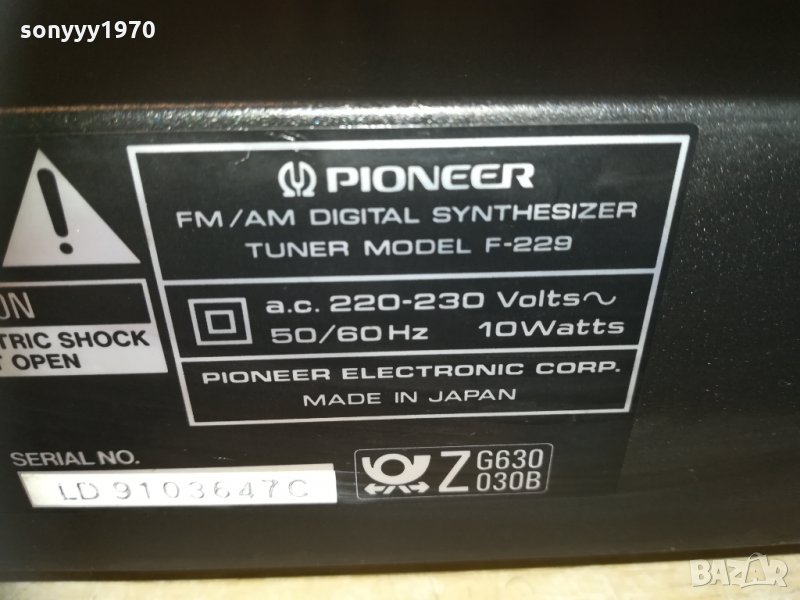 sonyyy1970
PIONEER
FM/AM DIGITAL SYNTHESIZER
TUNER MODEL F-229
a.c. 220-230 Volts~
50/60Hz 10Watts
PIONEER ELECTRONIC CORP.
MADE IN JAPAN
ON
TRIC SHOCK
T OPEN
SERIAL NO.
LD 9103647C
Z G630
030B
BAZAR